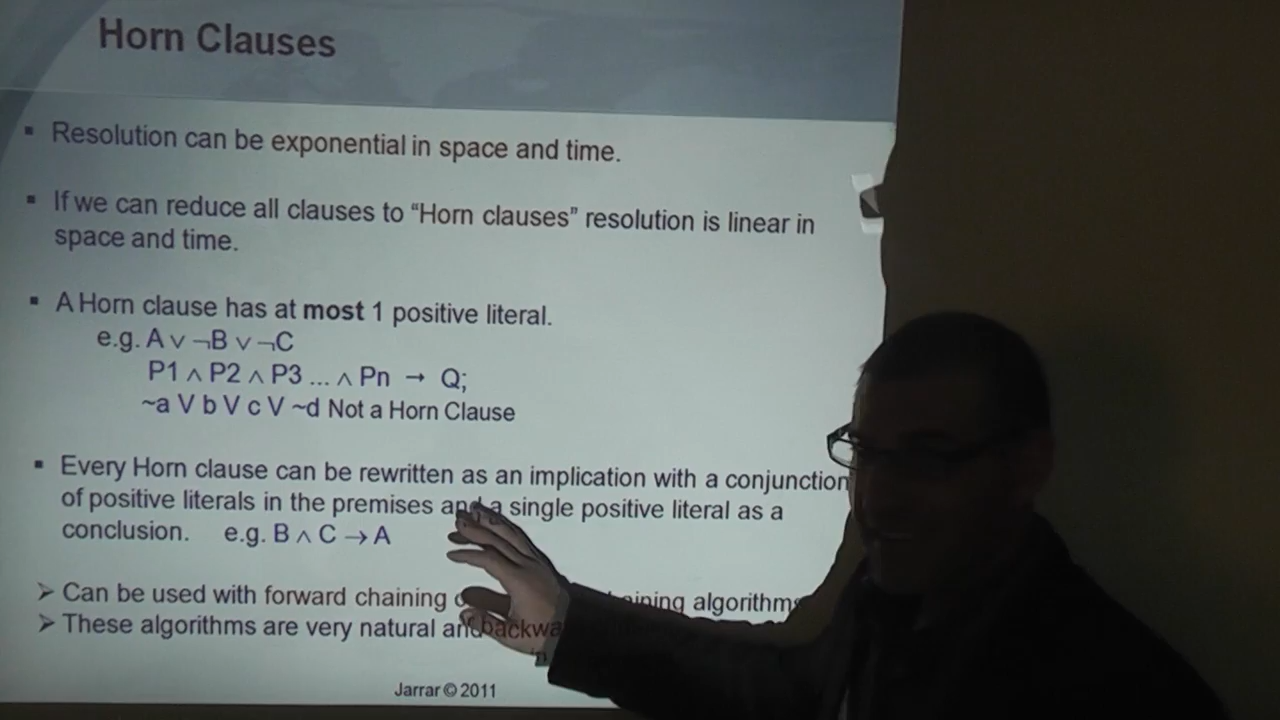 Horn Clauses
▪ Resolution can be exponential in space and time.
▪ If we can reduce all clauses to “Horn clauses” resolution is linear in
space and time.
▪ A Horn clause has at most 1 positive literal.
e.g. A ∨ ¬B ∨ ¬C
P1 ∧ P2 ∧ P3 ... ∧ Pn → Q;
~a V b V c V ~d Not a Horn Clause
▪ Every Horn clause can be rewritten as an implication with a conjunction
of positive literals in the premises and a single positive literal as a
conclusion. e.g. B ∧ C → A
➢ Can be used with forward chaining algorithms
➢ These algorithms are very natural and
Jarrar © 2011